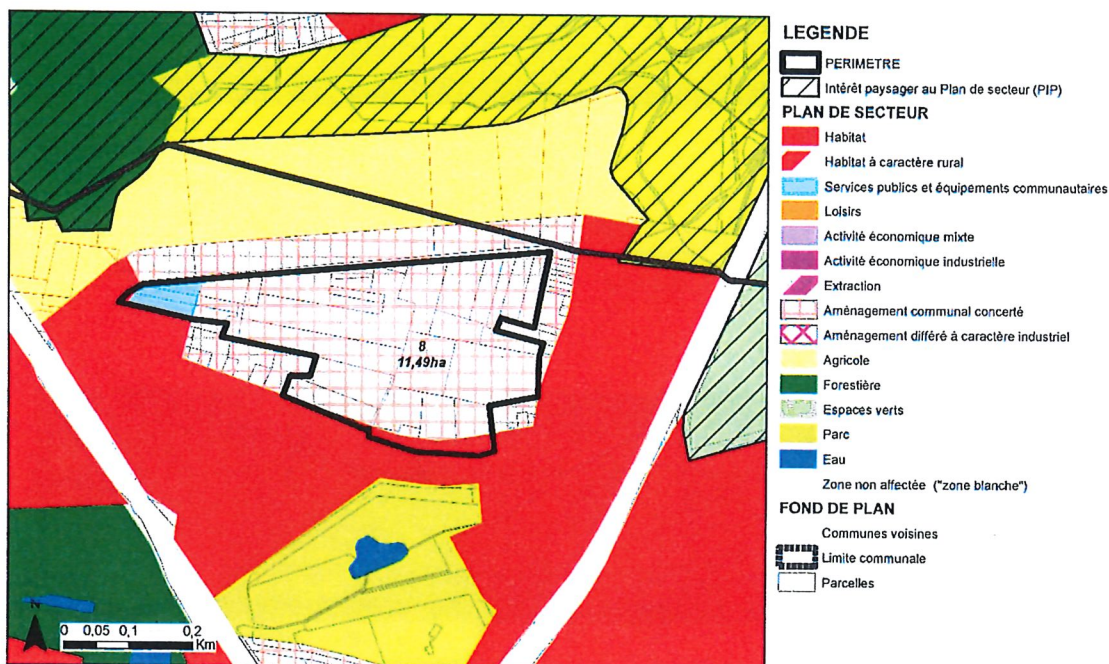 LEGENDE
PERIMETRE
Intérêt paysager au Plan de secteur (PIP)
PLAN DE SECTEUR
Habitat
Habitat à caractère rural
Services publics et équipements communautaires
Loisirs
Activité économique mixte
Activité économique industrielle
Extraction
Aménagement communal concerté
Aménagement différé à caractère industriel
Agricole
Forestière
Espaces verts
Parc
Eau
Zone non affectée ("zone blanche")
FOND DE PLAN
Communes voisines
Limite communale
Parcelles
8
11,49ha
N
0 0,05 0,1 0,2
Km